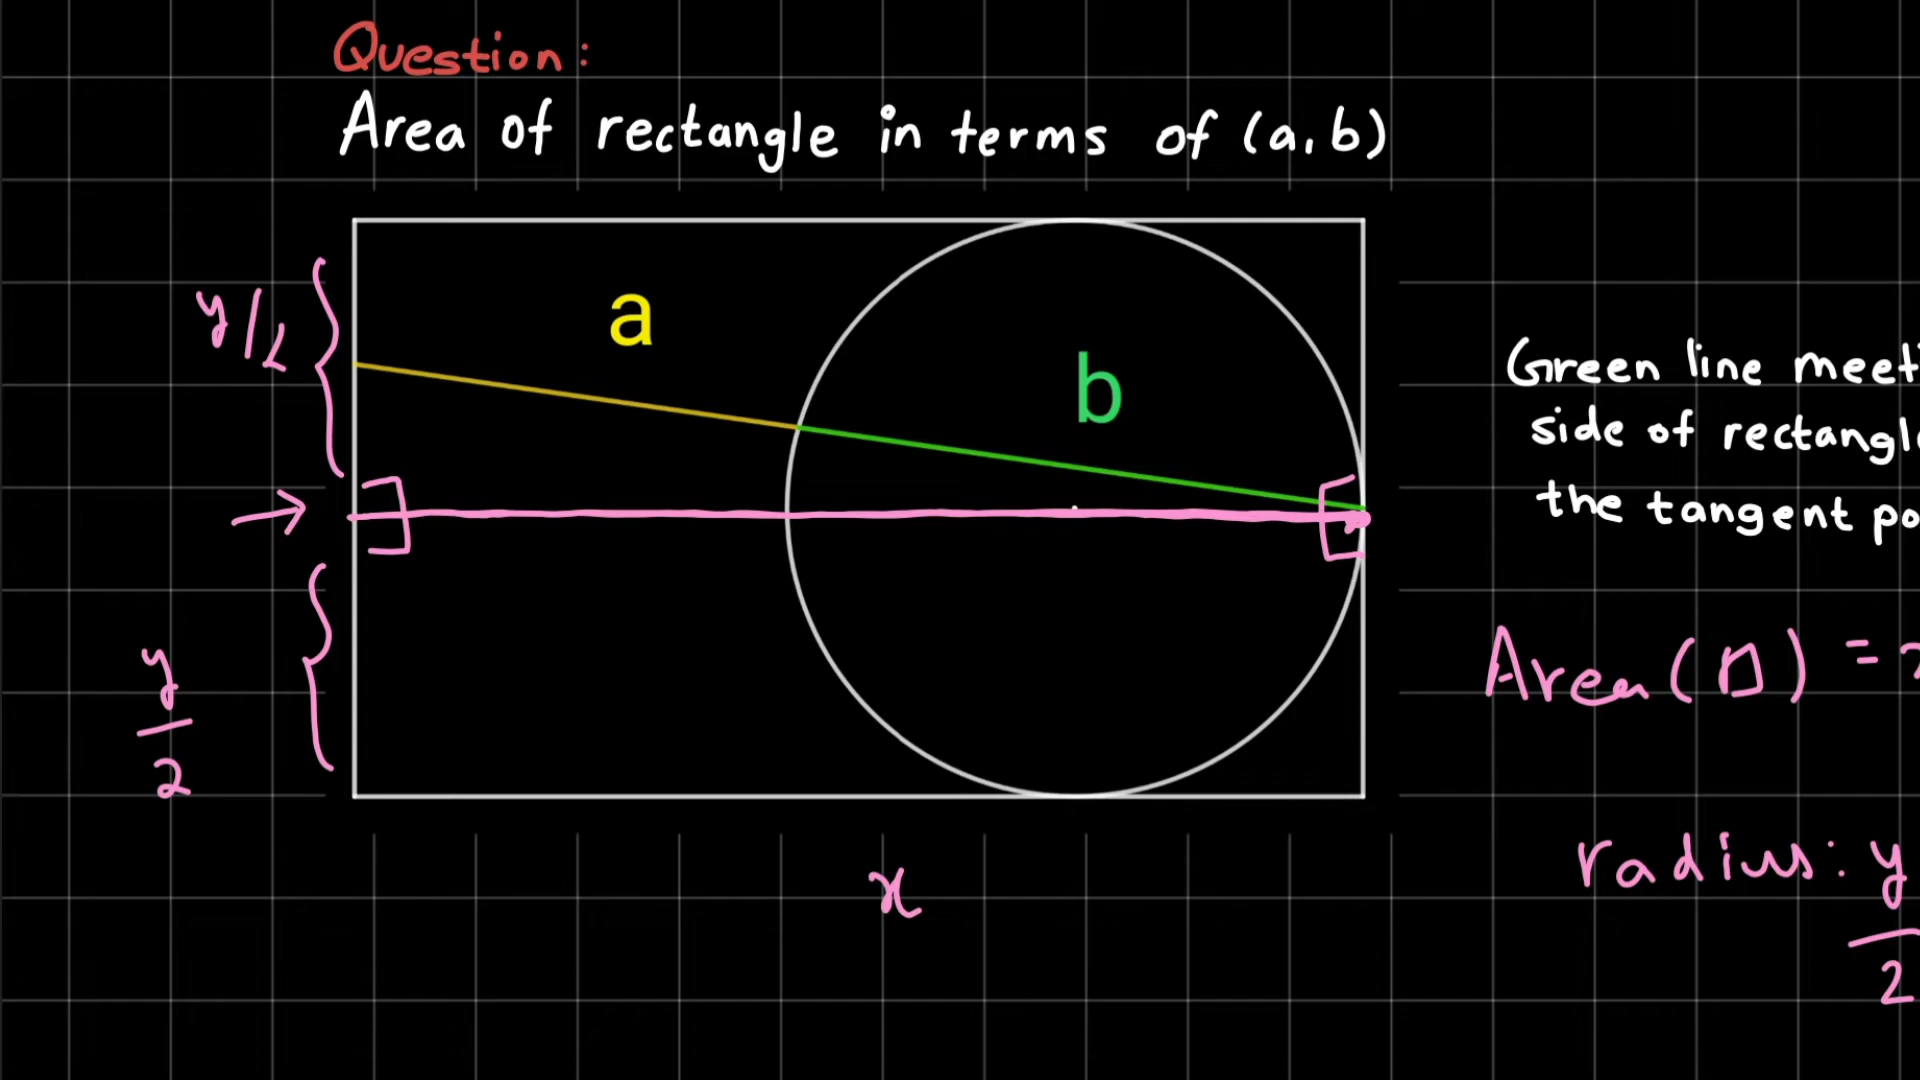 Question:
Area of rectangle in terms of (a,b)
a
y/2
b
Green line meet
side of rectangl
the tangent po
y
2
Area(□) =
x
radius: y
2